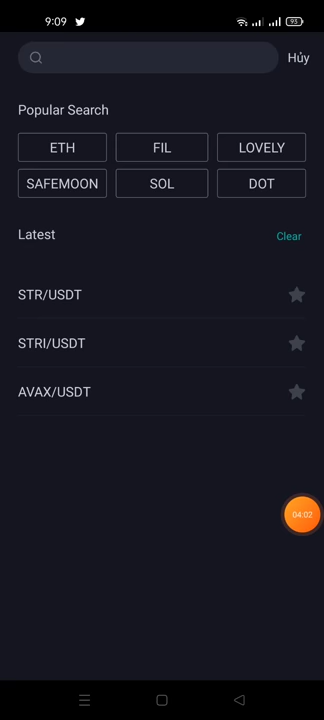 9:09
93
Hủy
Popular Search
ETH FIL LOVELY
SAFEMOON SOL DOT
Latest Clear
STR/USDT
STRI/USDT
AVAX/USDT
04:02